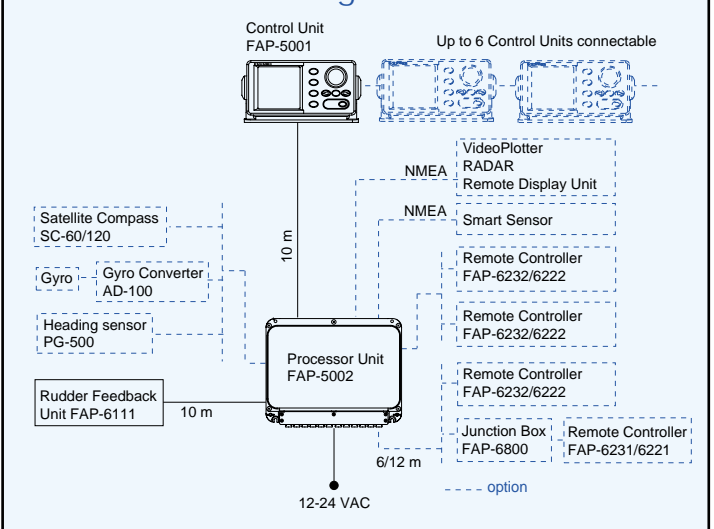 Control Unit
FAP-5001
Up to 6 Control Units connectable
NMEA
VideoPlotter
RADAR
Remote Display Unit
NMEA
Smart Sensor
Satellite Compass
SC-60/120
10 m
Remote Controller
FAP-6232/6222
Gyro
Gyro Converter
AD-100
Remote Controller
FAP-6232/6222
Heading sensor
PG-500
Processor Unit
FAP-5002
Remote Controller
FAP-6232/6222
Rudder Feedback
Unit FAP-6111
10 m
Junction Box
FAP-6800
Remote Controller
FAP-6231/6221
6/12 m
option
12-24 VAC